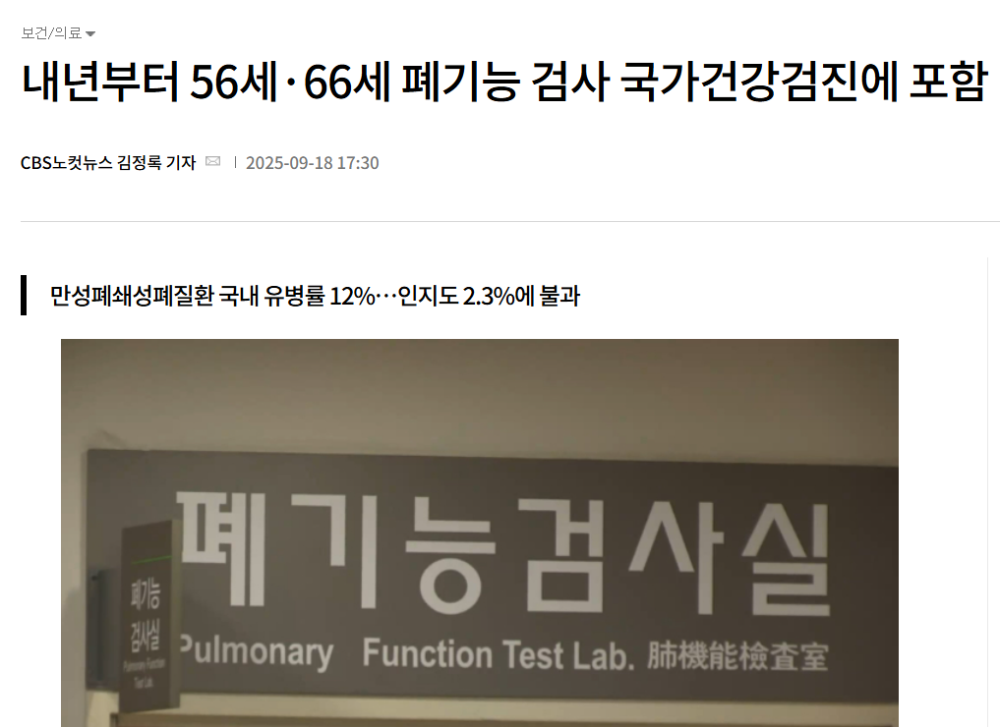 보건/의료
내년부터 56세·66세 폐기능 검사 국가건강검진에 포함
CBS노컷뉴스 김정록 기자
2025-09-18 17:30
만성폐쇄성폐질환 국내 유병률 12%…인지도 2.3%에 불과
폐기능검사실
Pulmonary Function Test Lab. 肺機能檢査室
폐기능
검사실
Pulmonary Function
Test Lab.